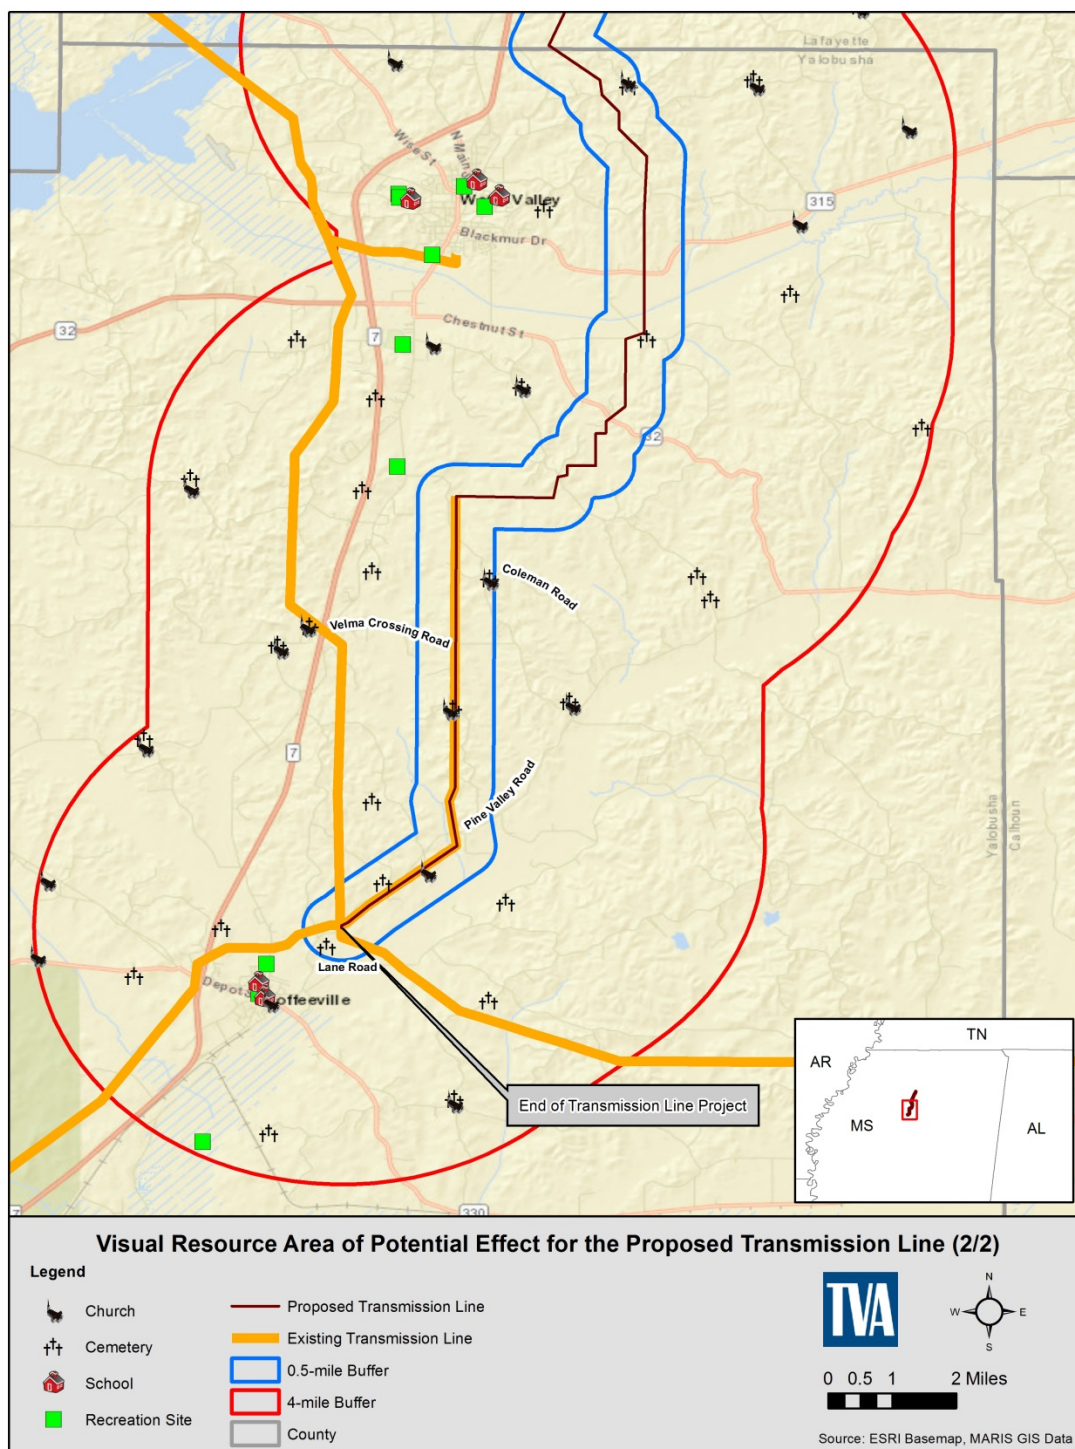 Lafayette
Yalobusha
Wise St
N Main
Valley
315
Blackmur Dr
32
7
Chestnut St
32
Coleman Road
Velma Crossing Road
7
Pine Valley Road
Yalobusha
Calhoun
Lane Road
Depot
offeeville
End of Transmission Line Project
TN
AR
MS
AL
330
7
Visual Resource Area of Potential Effect for the Proposed Transmission Line (2/2)
Legend
Church
Cemetery
School
Recreation Site
Proposed Transmission Line
Existing Transmission Line
0.5-mile Buffer
4-mile Buffer
County
TVA
N
W
E
S
0 0.5 1 2 Miles
Source: ESRI Basemap, MARIS GIS Data